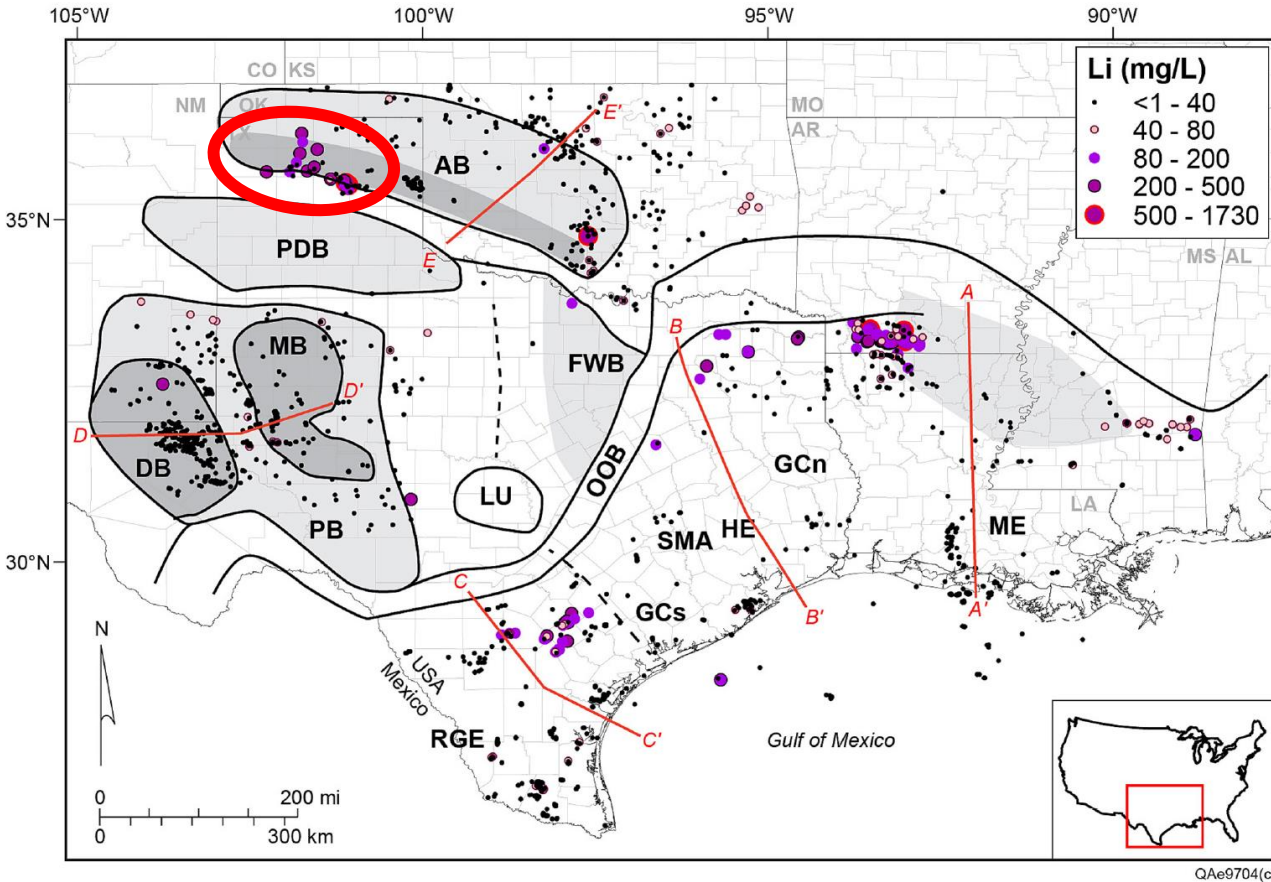 105°W 100°W 95°W 90°W
CO KS
NM OK
X
MO
AR
Li (mg/L)
<1 - 40
40 - 80
80 - 200
200 - 500
500 - 1730
E'
AB
35°N
PDB
E
MS AL
A
B
MB
FWB
D'
D
DB
OOB
GCn
LU
PB
SMA
HE
LA
ME
30°N
C
GCs
B'
A'
N
USA
Mexico
RGE
C'
Gulf of Mexico
0 200 mi
0 300 km
QAe9704(c